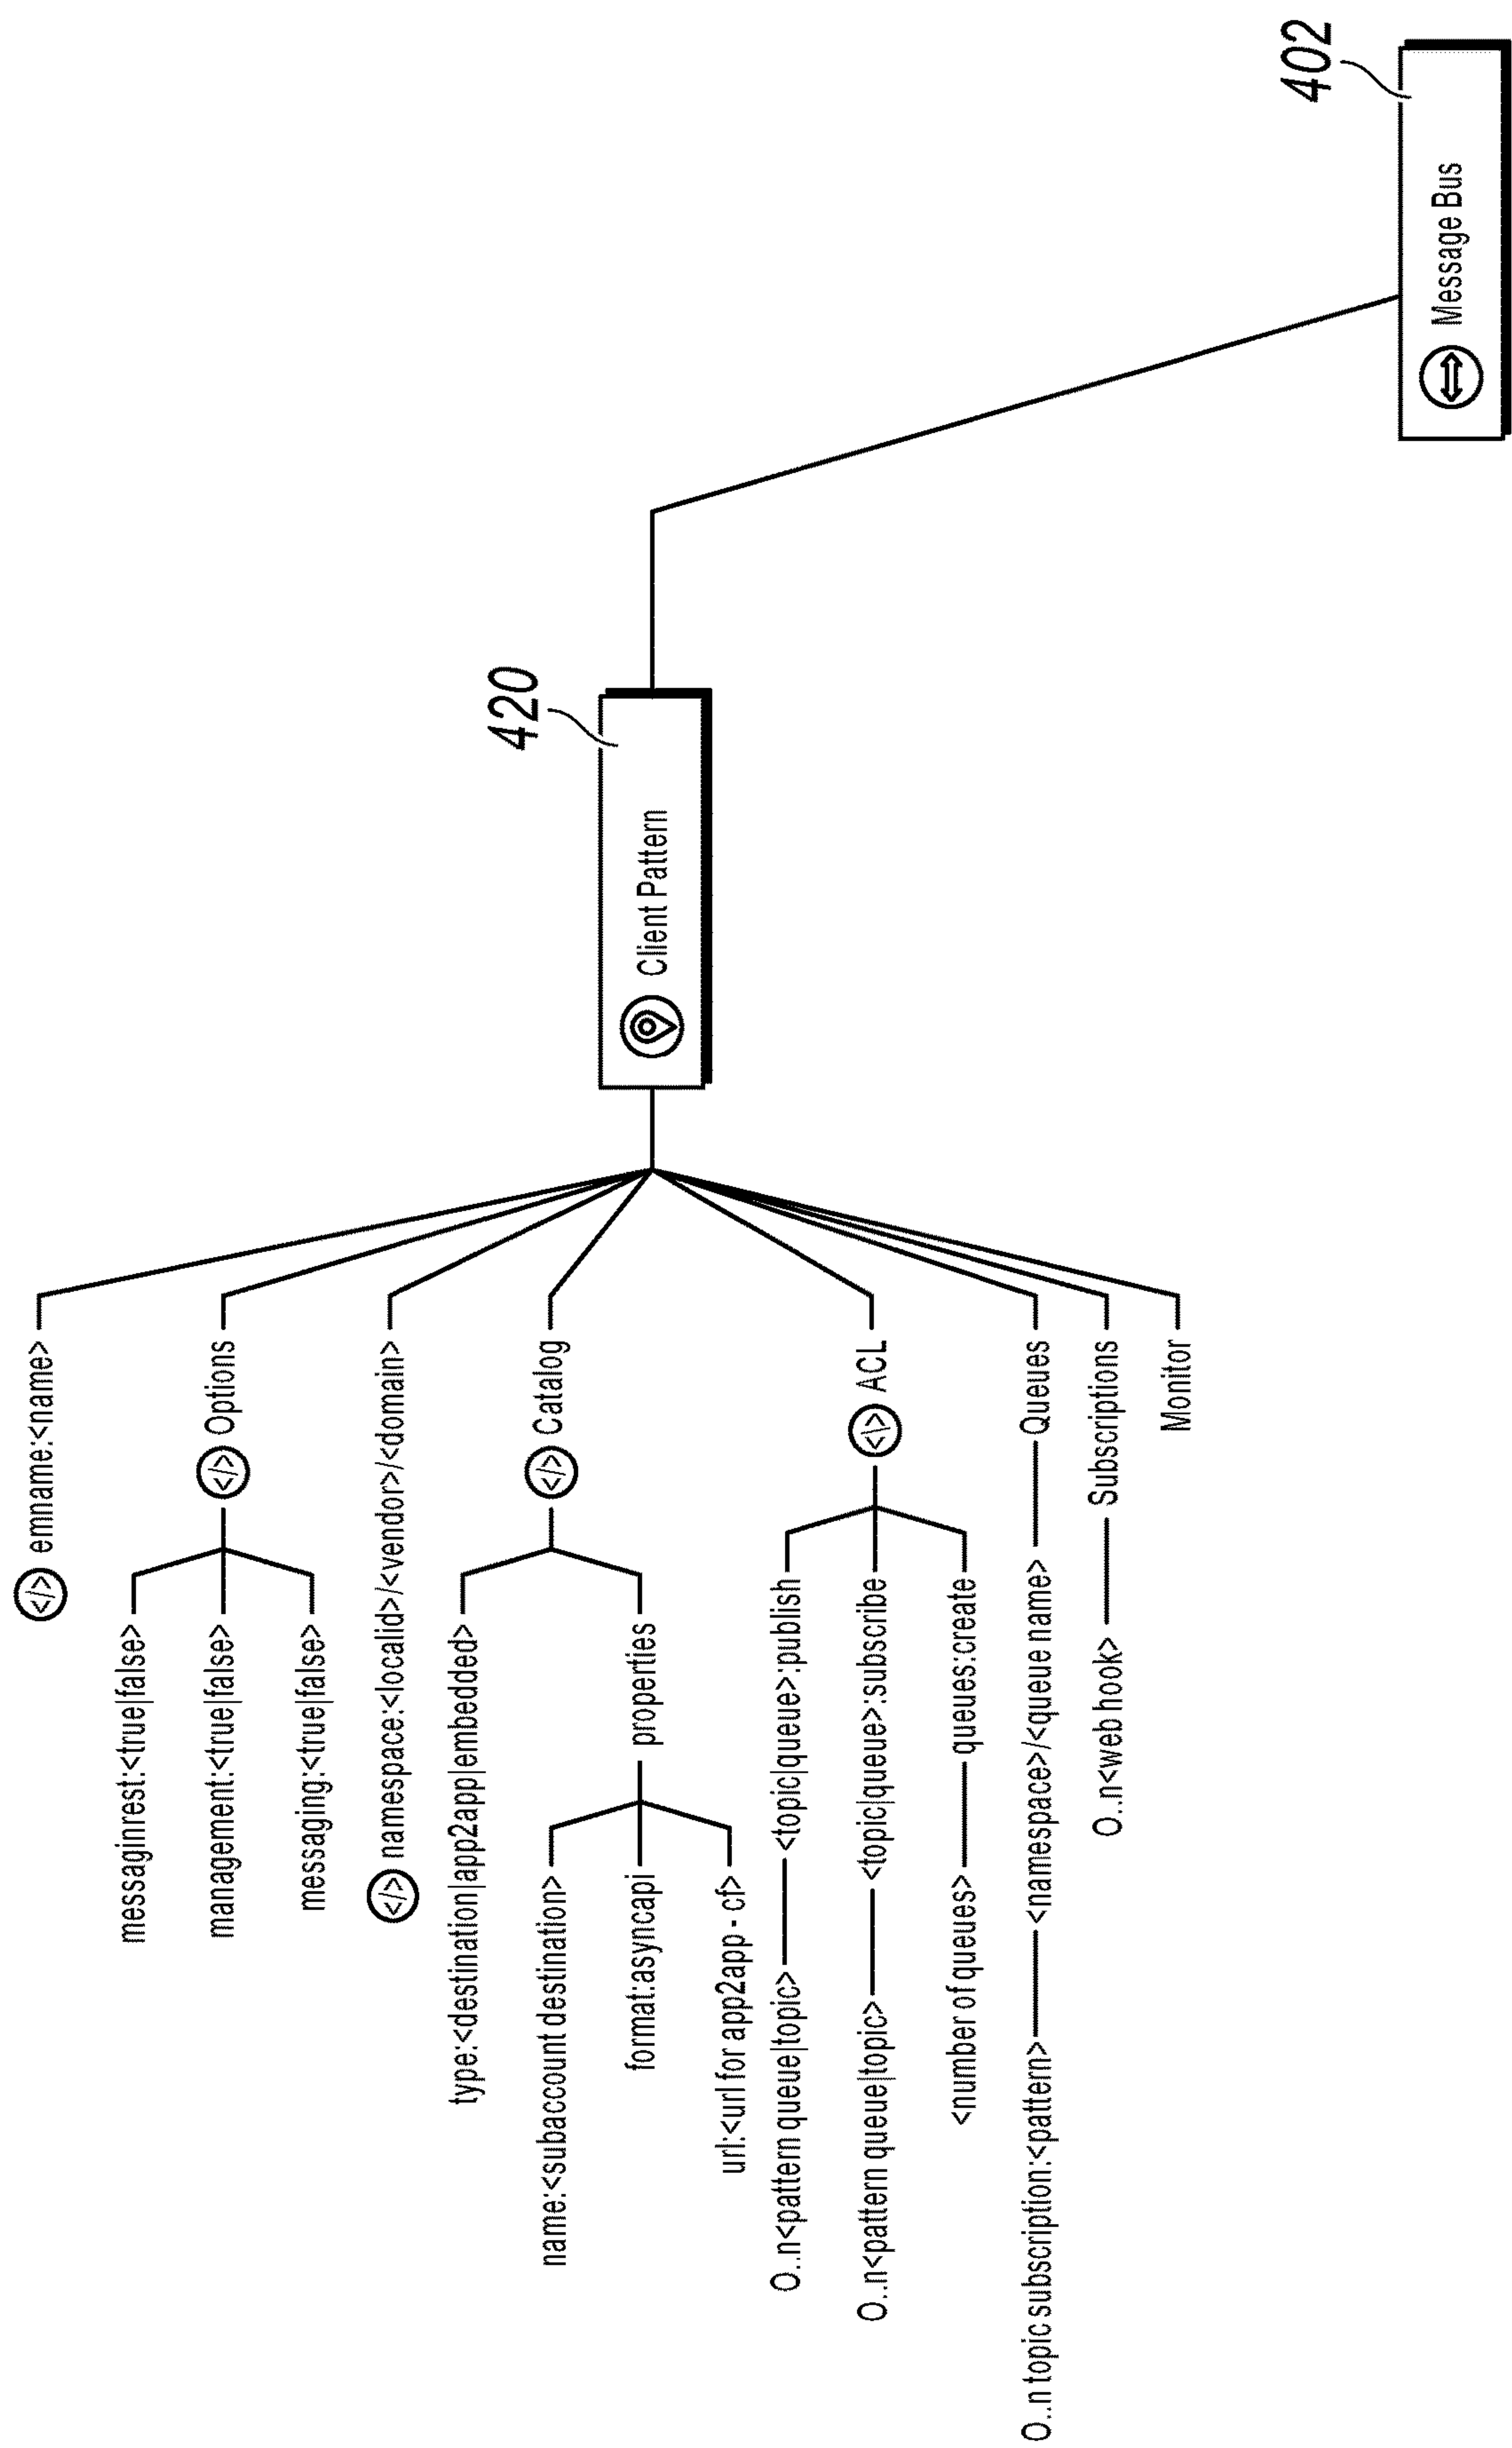 402
Message Bus
420
Client Pattern
</> emname:<name>
</> Options
messaginrest:<true|false>
management:<true|false>
messaging:<true|false>
</> namespace:<localid>/<vendor>/<domain>
</> Catalog
type:<destination|app2app|embedded>
properties
name:<subaccount destination>
format:asyncapi
url:<url for app2app - cf>
</> ACL
<topic|queue>:publish
O..n<pattern queue|topic>
<topic|queue>:subscribe
O..n<pattern queue|topic>
queues:create
<number of queues>
Queues
<namespace>/<queue name>
O..n topic subscription:<pattern>
Subscriptions
O..n<web hook>
Monitor